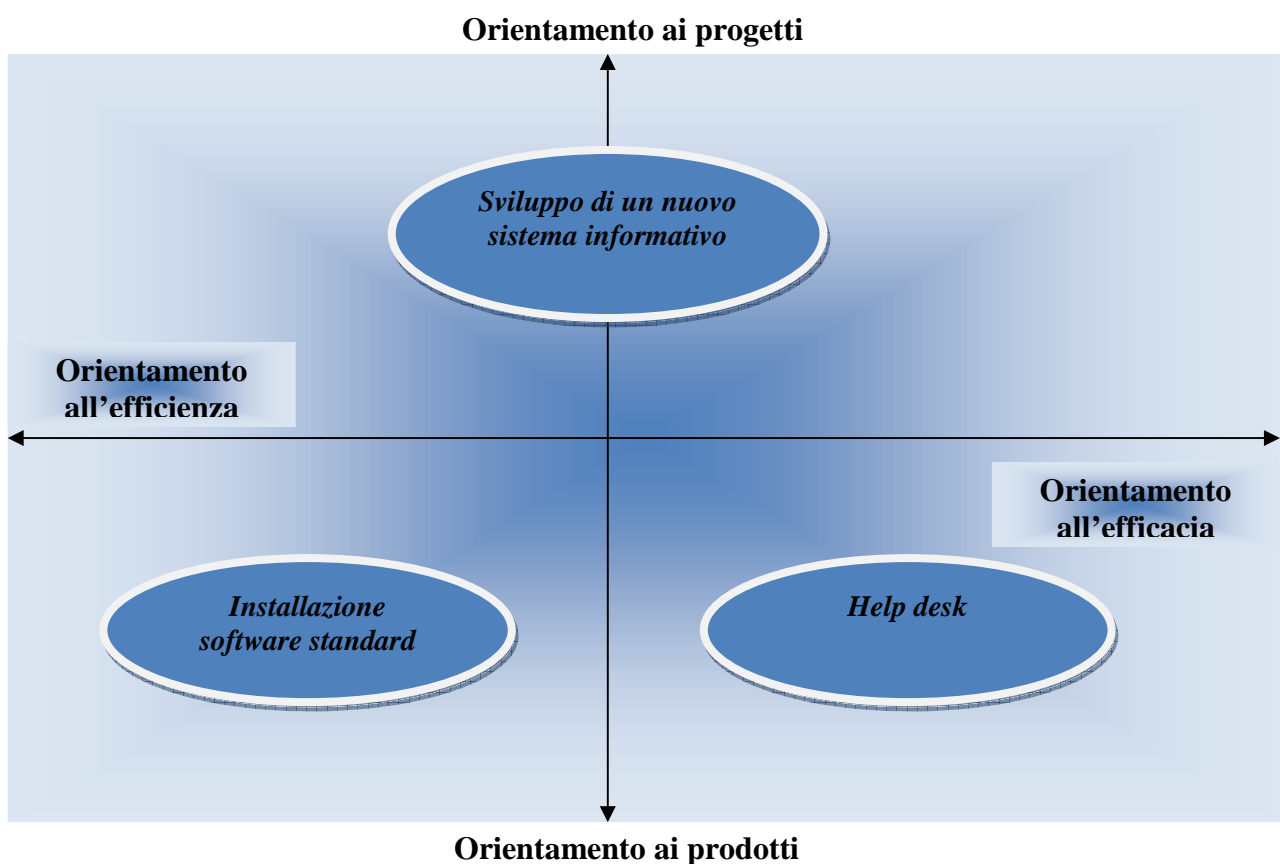 Orientamento ai progetti
Sviluppo di un nuovo
sistema informativo
Orientamento
all’efficienza
Orientamento
all’efficacia
Installazione
software standard
Help desk
Orientamento ai prodotti